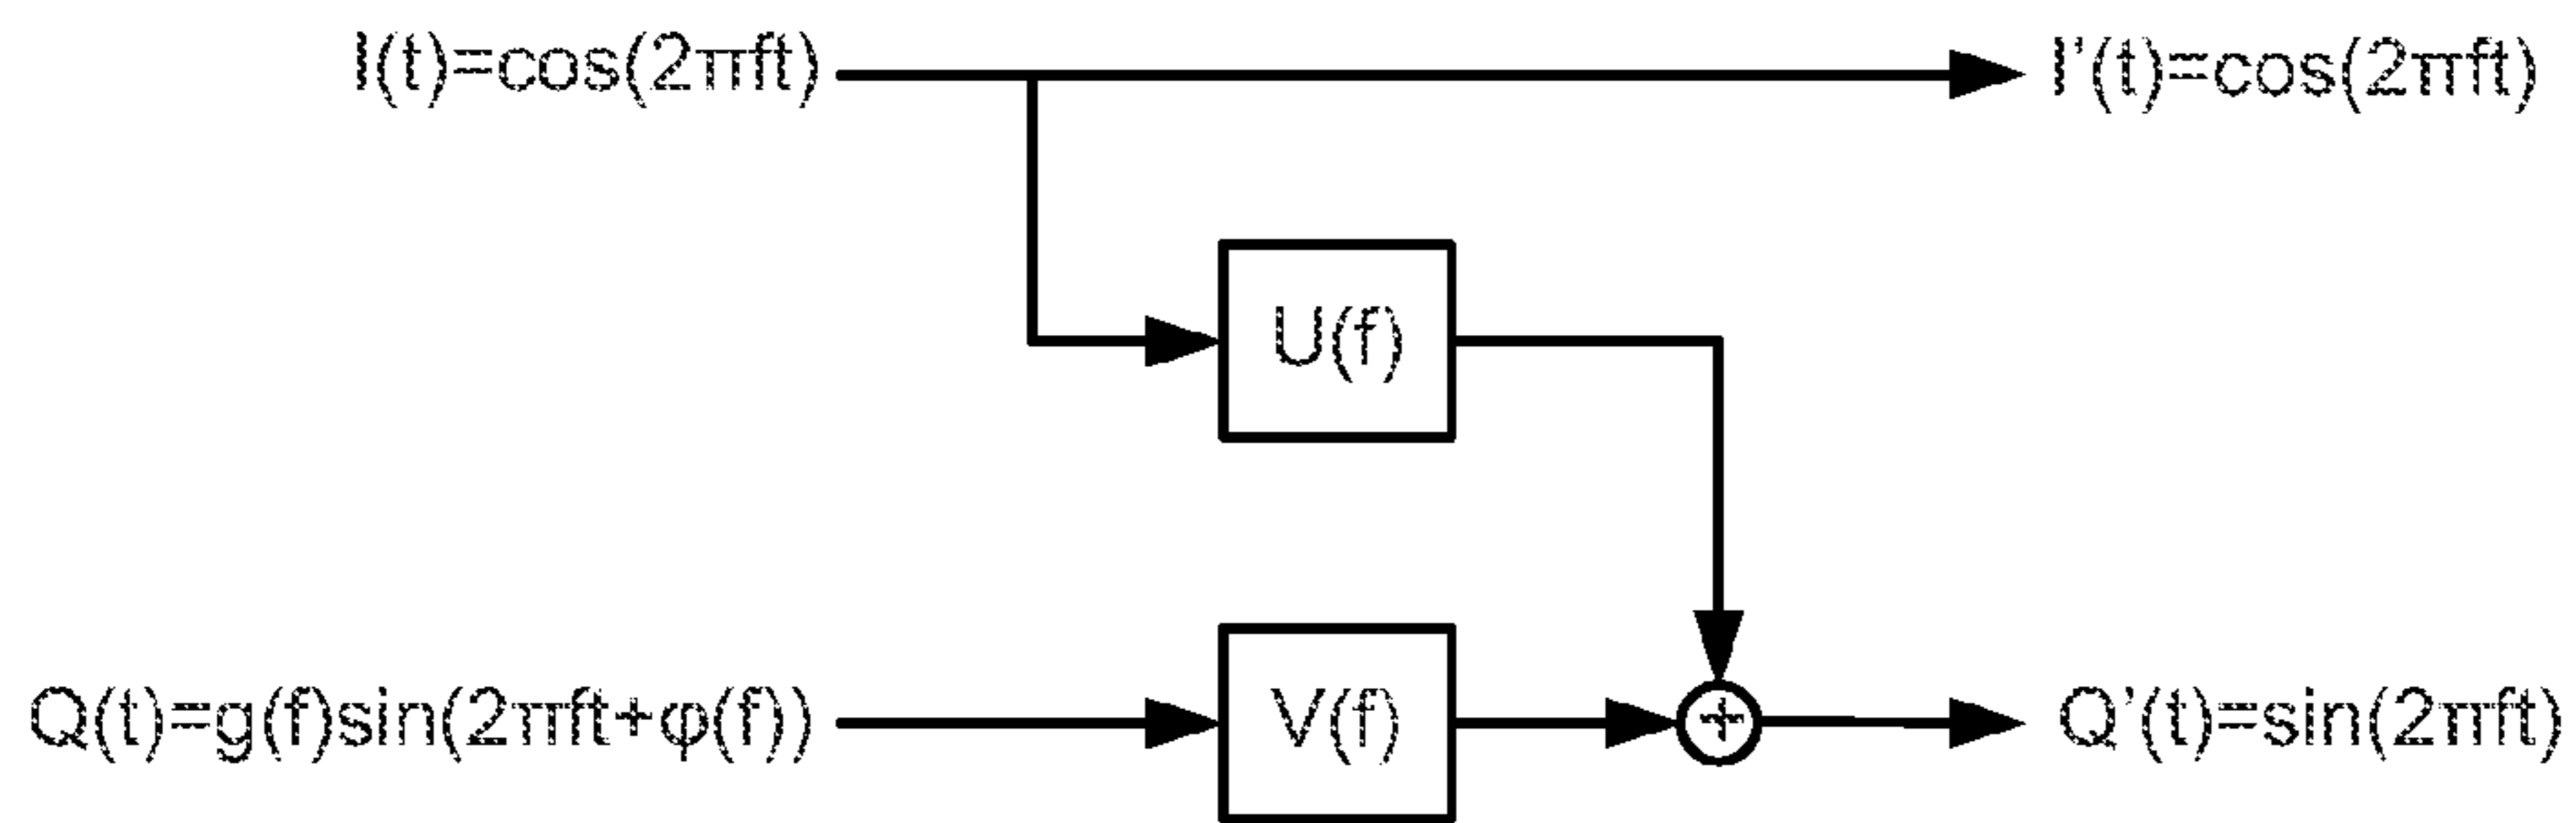 I(t)=cos(2πft)
I’(t)=cos(2πft)
U(f)
Q(t)=g(f)sin(2πft+φ(f))
V(f)
+
Q’(t)=sin(2πft)